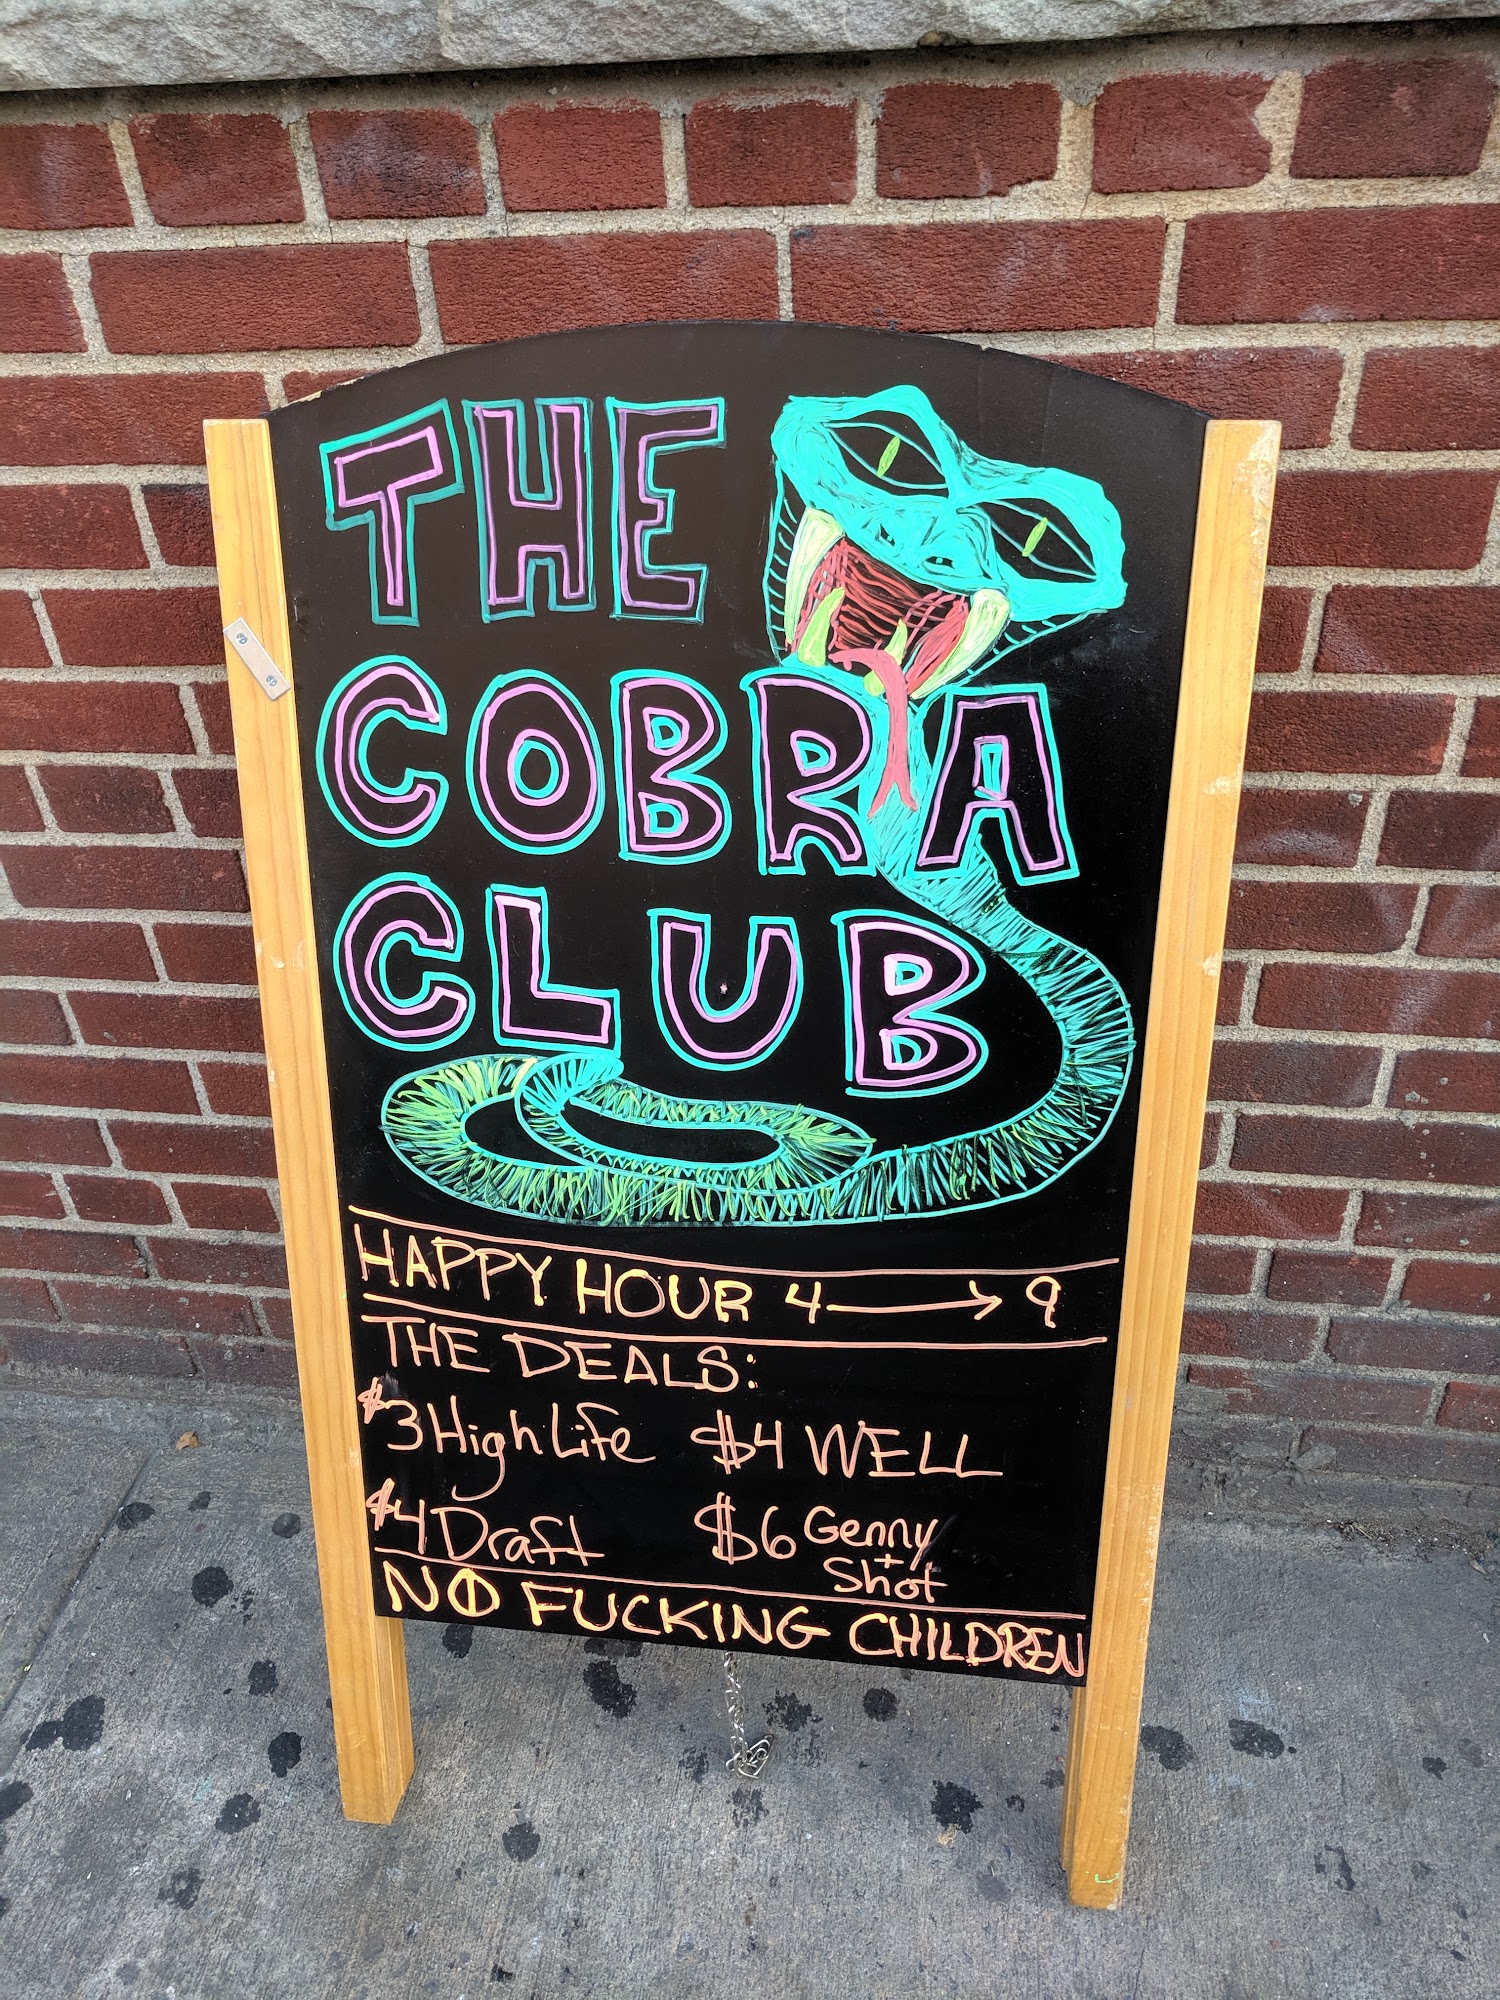 THE
COBRA
CLUB
HAPPY HOUR 4 → 9
THE DEALS:
$3 High Life $4 WELL
$4 Draft $6 Genny + Shot
NO FUCKING CHILDREN